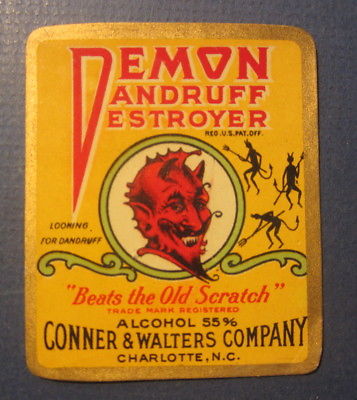 DEMON
DANDRUFF
DESTROYER
REG.U.S.PAT.OFF.
LOOKING
FOR DANDRUFF
"Beats the Old Scratch"
TRADE MARK REGISTERED
ALCOHOL 55%
CONNER & WALTERS COMPANY
CHARLOTTE, N.C.